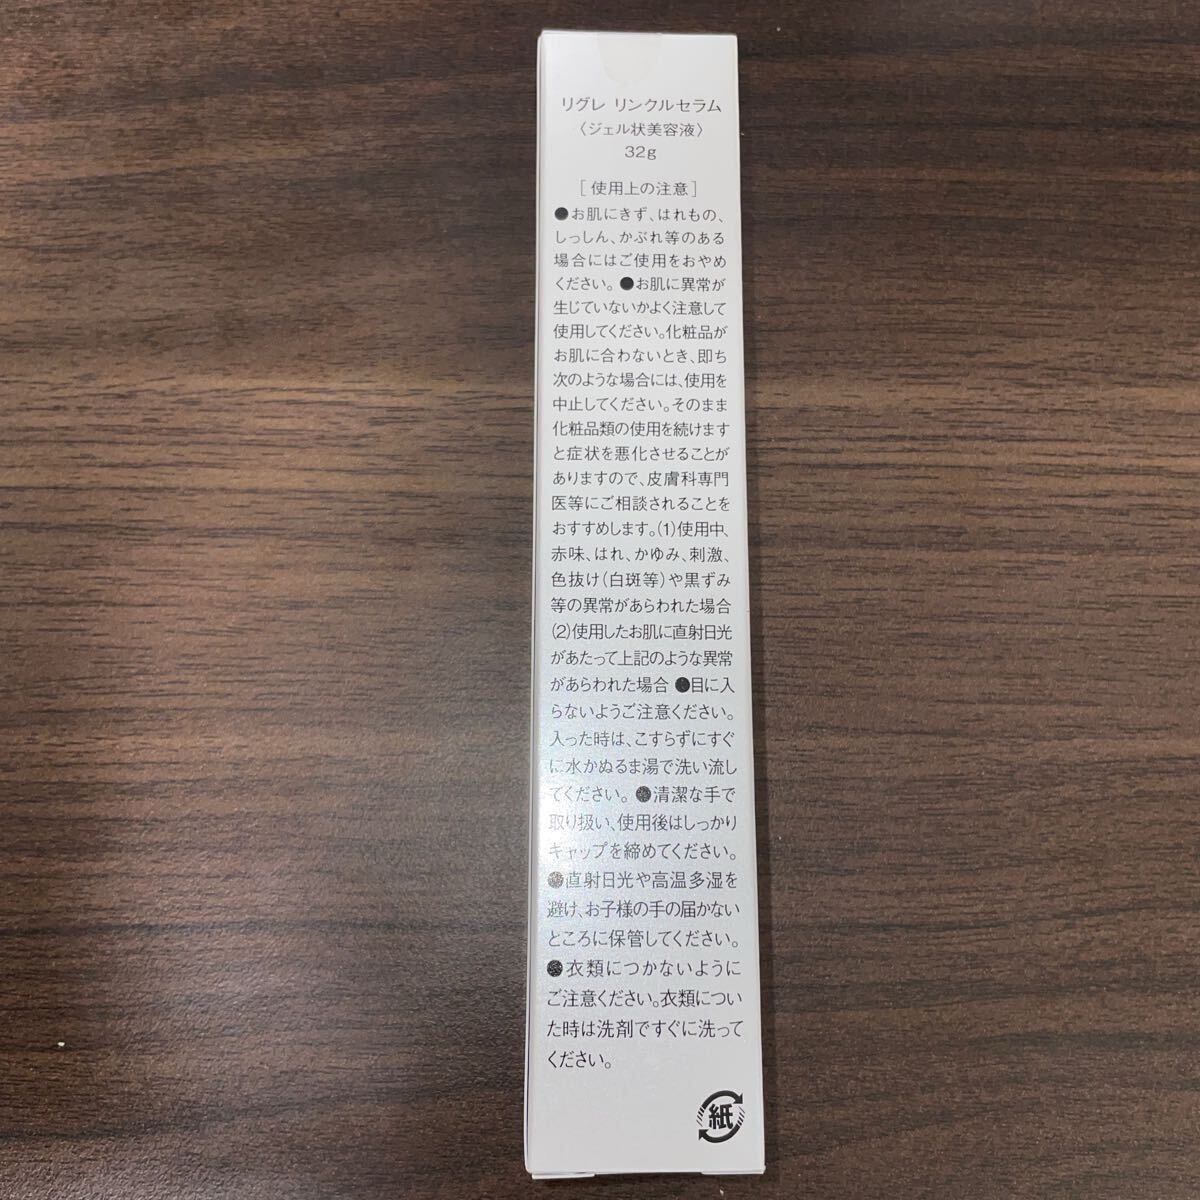 リグレ リンクルセラム
〈ジェル状美容液〉
32g
[使用上の注意]
●お肌にきず、はれもの、
しっしん、かぶれ等のある
場合にはご使用をおやめ
ください。●お肌に異常が
生じていないかよく注意して
使用してください。化粧品が
お肌に合わないとき、即ち
次のような場合には、使用を
中止してください。そのまま
化粧品類の使用を続けます
と症状を悪化させることが
ありますので、皮膚科専門
医等にご相談されることを
おすすめします。(1)使用中、
赤味、はれ、かゆみ、刺激、
色抜け(白斑等)や黒ずみ
等の異常があらわれた場合
(2)使用したお肌に直射日光
があたって上記のような異常
があらわれた場合 ●目に入
らないようご注意ください。
入った時は、こすらずにすぐ
に水かぬるま湯で洗い流し
てください。●清潔な手で
取り扱い、使用後はしっかり
キャップを締めてください。
●直射日光や高温多湿を
避け、お子様の手の届かない
ところに保管してください。
●衣類につかないように
ご注意ください。衣類につい
た時は洗剤ですぐに洗って
ください。
紙